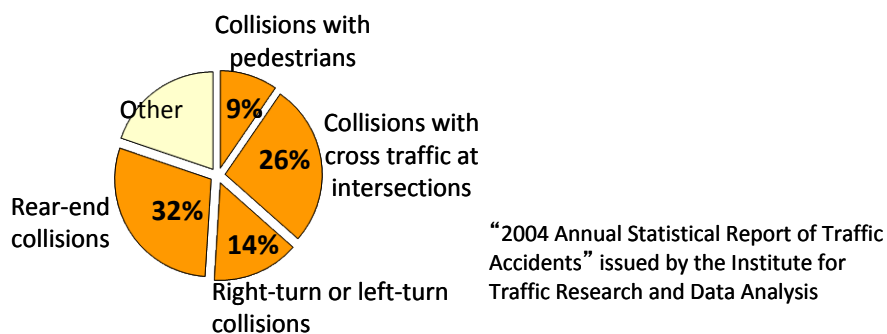 Collisions with
pedestrians
Other
9%
Collisions with
cross traffic at
intersections
26%
Rear-end
collisions
32%
14%
Right-turn or left-turn
collisions
“2004 Annual Statistical Report of Traffic
Accidents” issued by the Institute for
Traffic Research and Data Analysis